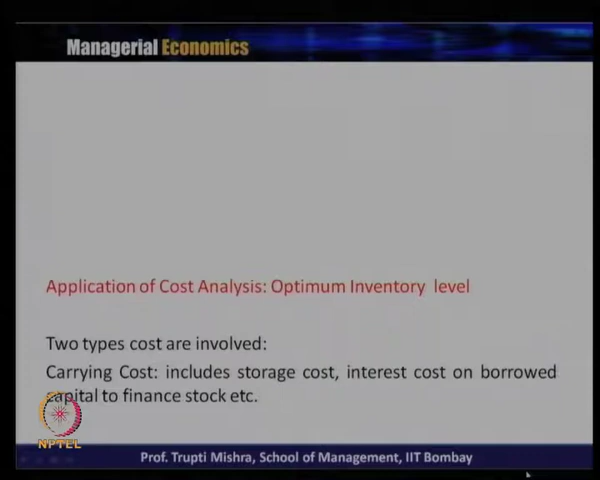 Managerial Economics
Application of Cost Analysis: Optimum Inventory level
Two types cost are involved:
Carrying Cost: includes storage cost, interest cost on borrowed
capital to finance stock etc.
NPTEL
Prof. Trupti Mishra, School of Management, IIT Bombay